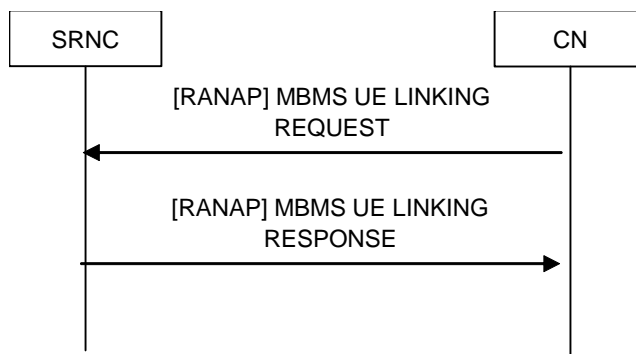 SRNC
CN
[RANAP] MBMS UE LINKING
REQUEST
[RANAP] MBMS UE LINKING
RESPONSE